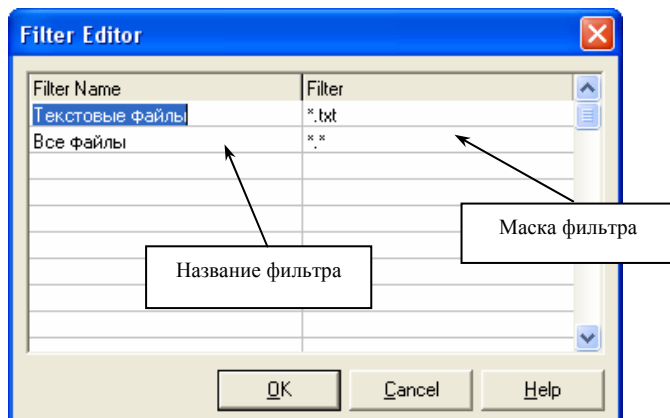 Filter Editor
Filter Name Filter
Текстовые файлы *.txt
Все файлы *.*
Маска фильтра
Название фильтра
OK Cancel Help